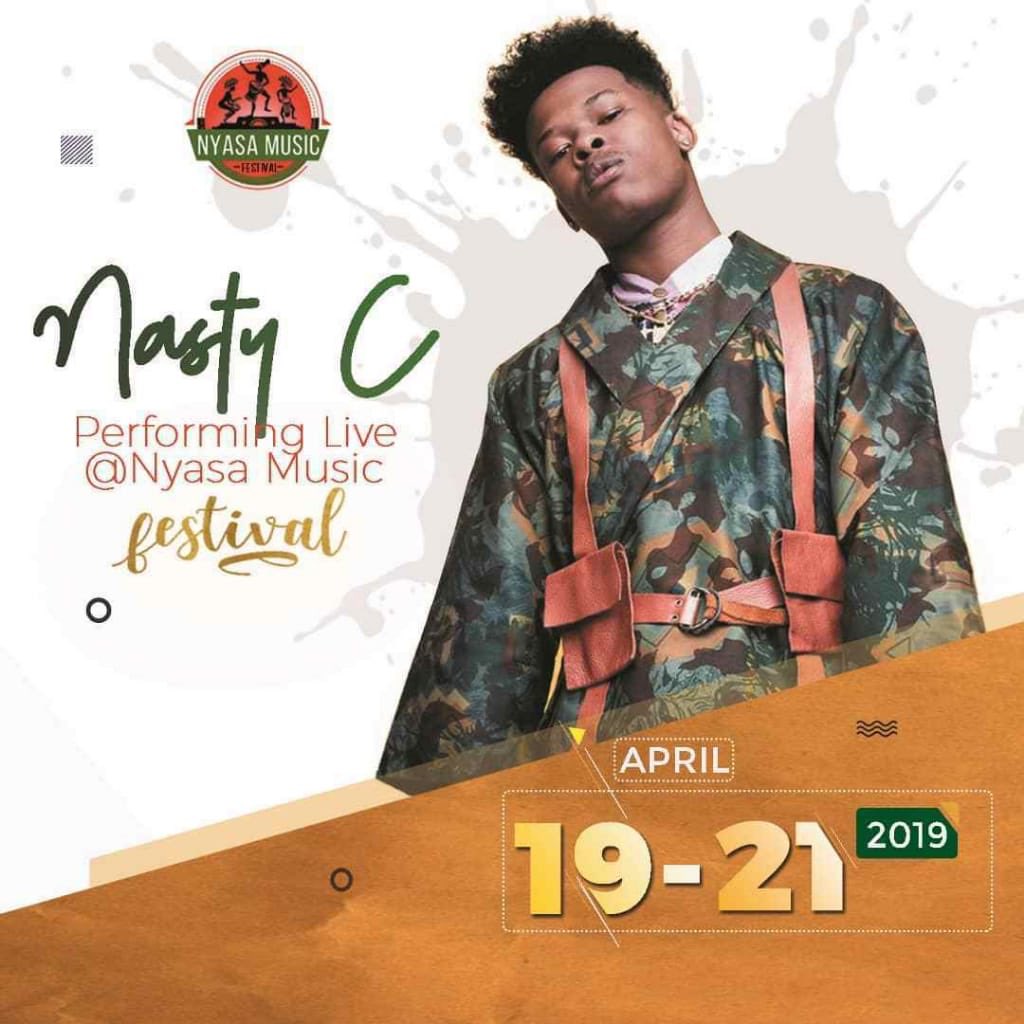 NYASA MUSIC
FESTIVAL
Nasty C
Performing Live
@Nyasa Music
festival
APRIL
19-21
2019